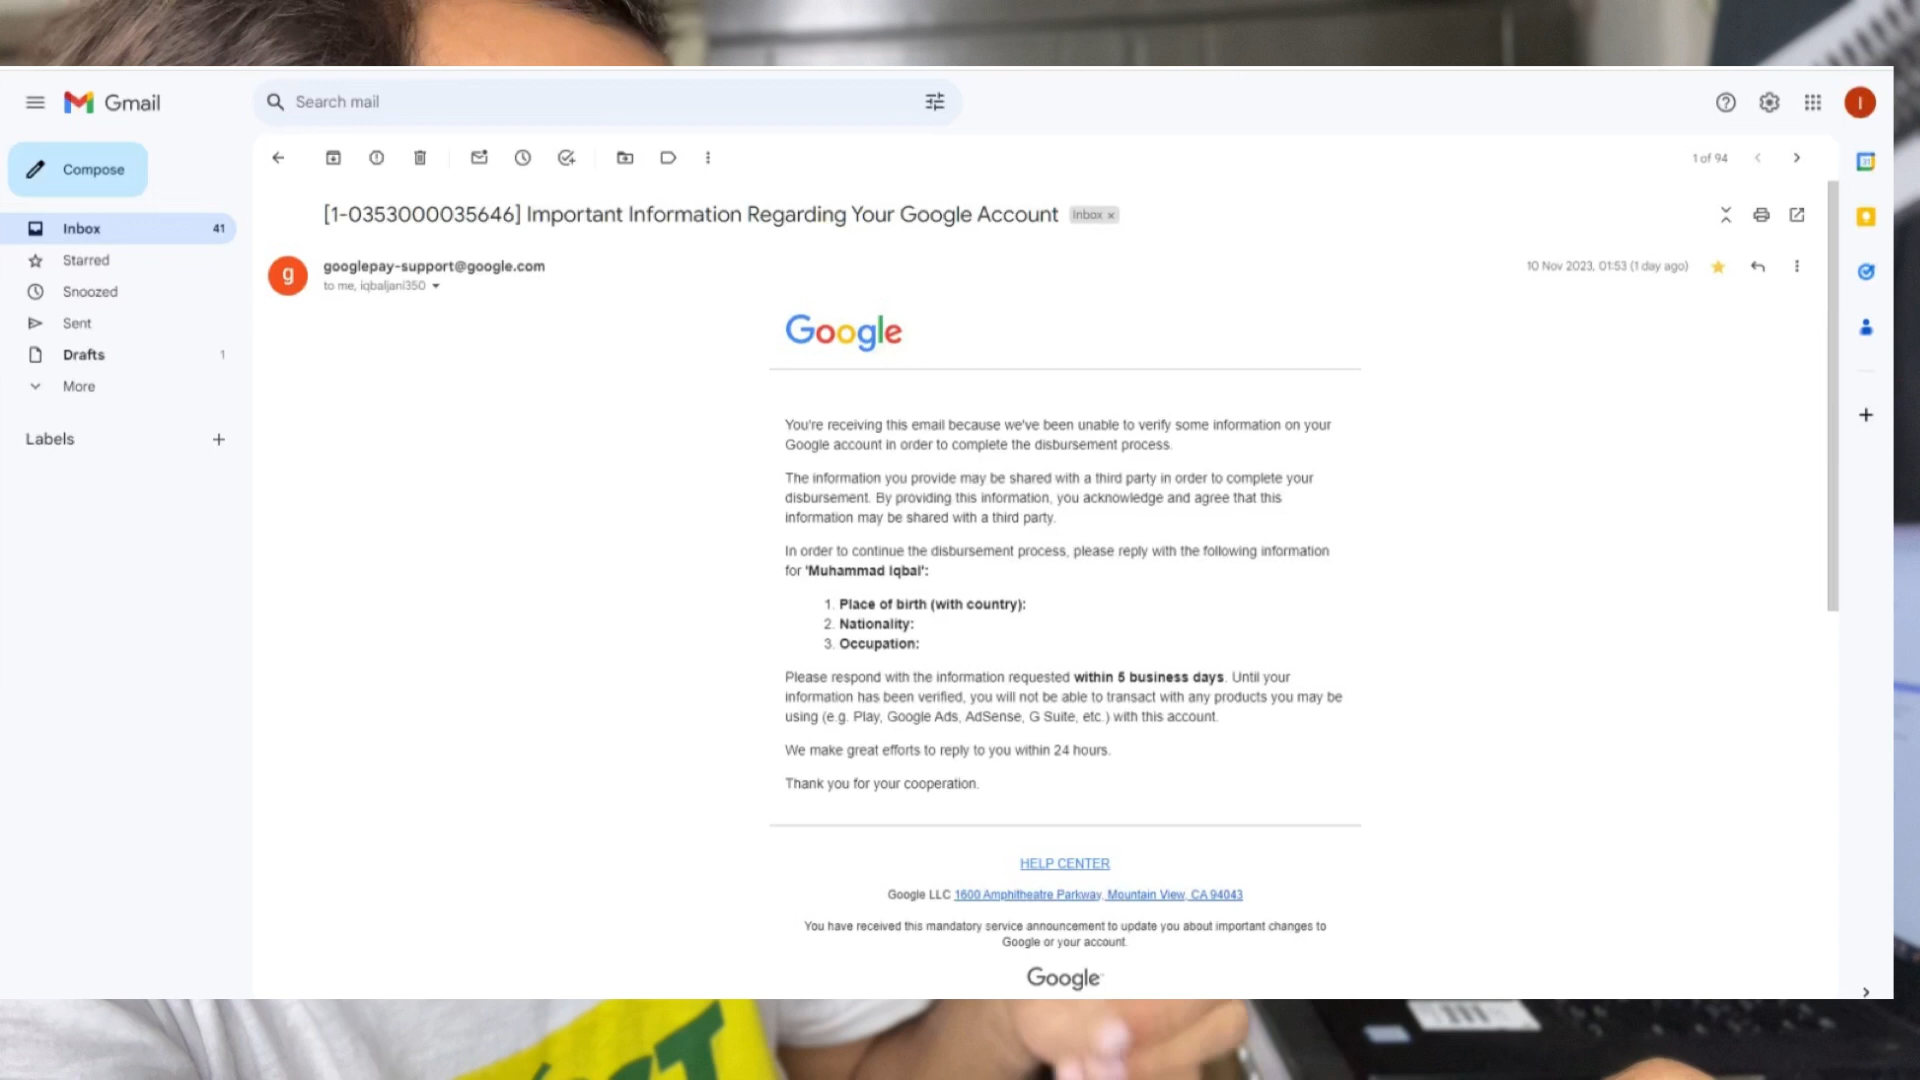 Gmail
Search mail
I
Compose
1 of 94
31
[1-0353000035646] Important Information Regarding Your Google Account Inbox x
Inbox 41
Starred
Snoozed
Sent
Drafts 1
More
Labels
g
googlepay-support@google.com
10 Nov 2023, 01:53 (1 day ago)
to me, iqbaljani350
Google
You're receiving this email because we've been unable to verify some information on your
Google account in order to complete the disbursement process.
The information you provide may be shared with a third party in order to complete your
disbursement. By providing this information, you acknowledge and agree that this
information may be shared with a third party.
In order to continue the disbursement process, please reply with the following information
for 'Muhammad iqbal':
1. Place of birth (with country):
2. Nationality:
3. Occupation:
Please respond with the information requested within 5 business days. Until your
information has been verified, you will not be able to transact with any products you may be
using (e.g. Play, Google Ads, AdSense, G Suite, etc.) with this account.
We make great efforts to reply to you within 24 hours.
Thank you for your cooperation.
HELP CENTER
Google LLC 1600 Amphitheatre Parkway, Mountain View, CA 94043
You have received this mandatory service announcement to update you about important changes to
Google or your account.
Google